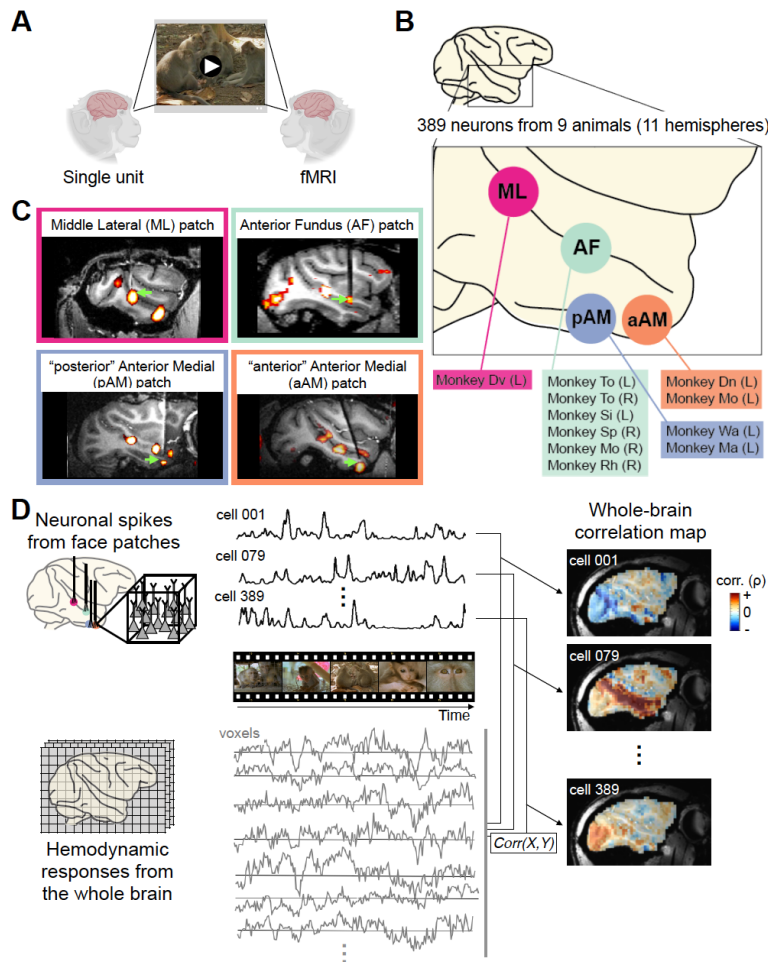 A
Single unit
fMRI
B
389 neurons from 9 animals (11 hemispheres)
ML
AF
pAM
aAM
Monkey Dv (L)
Monkey To (L)
Monkey To (R)
Monkey Si (L)
Monkey Sp (R)
Monkey Mo (R)
Monkey Rh (R)
Monkey Dn (L)
Monkey Mo (L)
Monkey Wa (L)
Monkey Ma (L)
C
Middle Lateral (ML) patch
Anterior Fundus (AF) patch
“posterior” Anterior Medial
(pAM) patch
“anterior” Anterior Medial
(aAM) patch
D
Neuronal spikes
from face patches
cell 001
cell 079
cell 389
Time
voxels
Hemodynamic
responses from
the whole brain
Corr(X,Y)
Whole-brain
correlation map
cell 001
corr. (ρ)
+
0
-
cell 079
cell 389